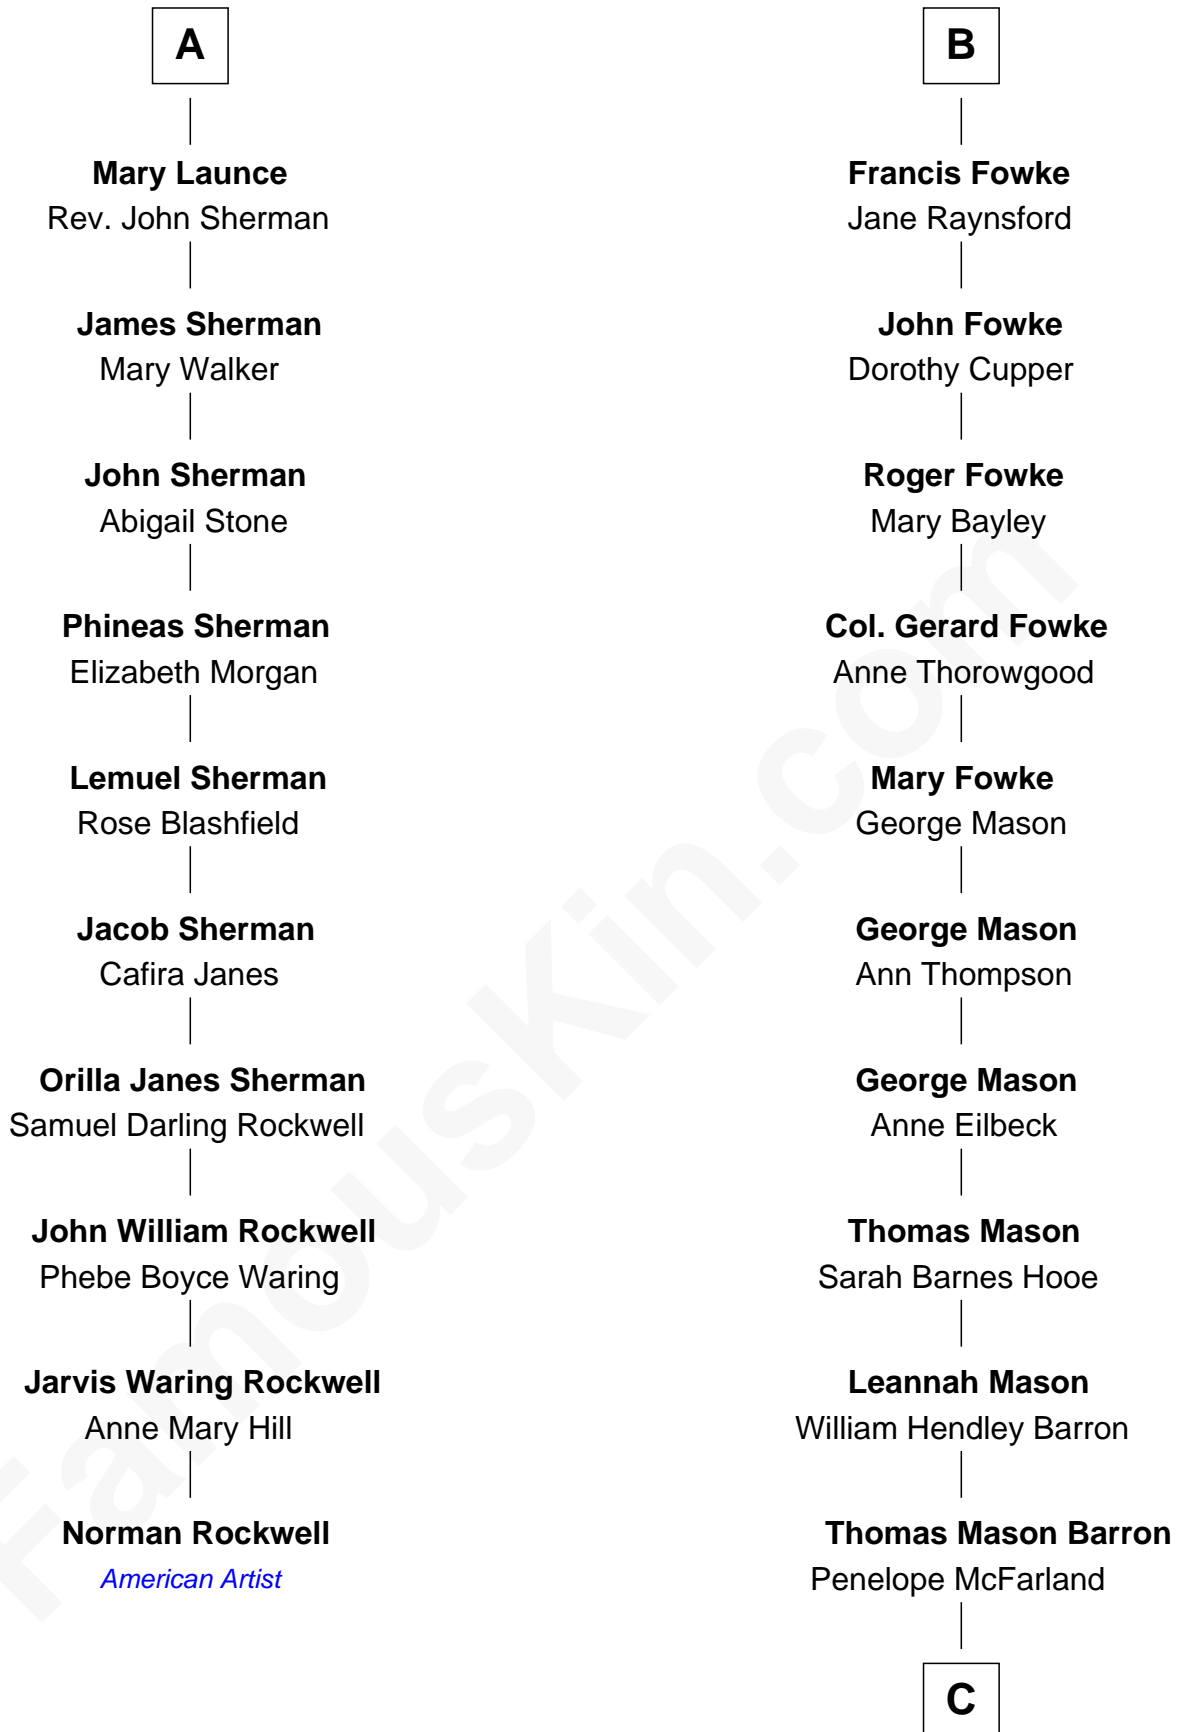 A
Mary Launce
Rev. John Sherman
James Sherman
Mary Walker
John Sherman
Abigail Stone
Phineas Sherman
Elizabeth Morgan
Lemuel Sherman
Rose Blashfield
Jacob Sherman
Cafira Janes
Orilla Janes Sherman
Samuel Darling Rockwell
John William Rockwell
Phebe Boyce Waring
Jarvis Waring Rockwell
Anne Mary Hill
Norman Rockwell
American Artist
B
Francis Fowke
Jane Raynsford
John Fowke
Dorothy Cupper
Roger Fowke
Mary Bayley
Col. Gerard Fowke
Anne Thorowgood
Mary Fowke
George Mason
George Mason
Ann Thompson
George Mason
Anne Eilbeck
Thomas Mason
Sarah Barnes Hooe
Leannah Mason
William Hendley Barron
Thomas Mason Barron
Penelope McFarland
C
FamousKin.com